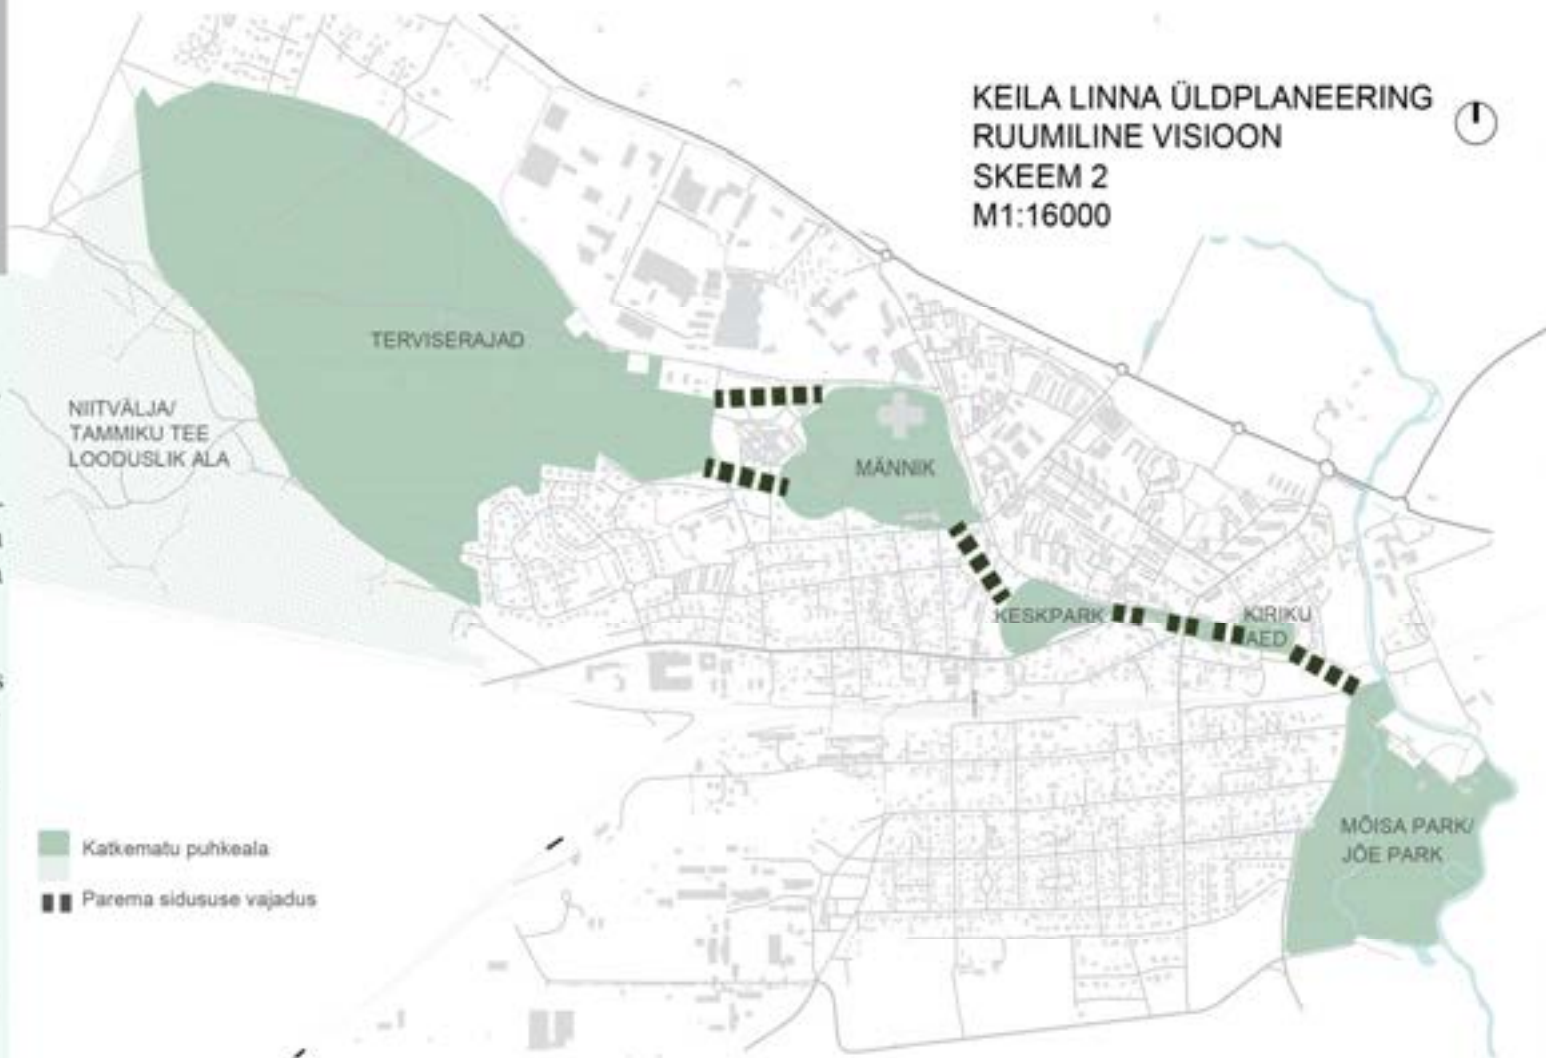 KEILA LINNA ÜLDPLANEERING
RUUMILINE VISIOON
SKEEM 2
M1:16000
TERVISERAJAD
NIITVÄLJA/
TAMMIKU TEE
LOODUSLIK ALA
MÄNNIK
KESKPARK
KIRIKU
AED
MÕISA PARK/
JÕE PARK
Katkematu puhkeala
Parema sidususe vajadus